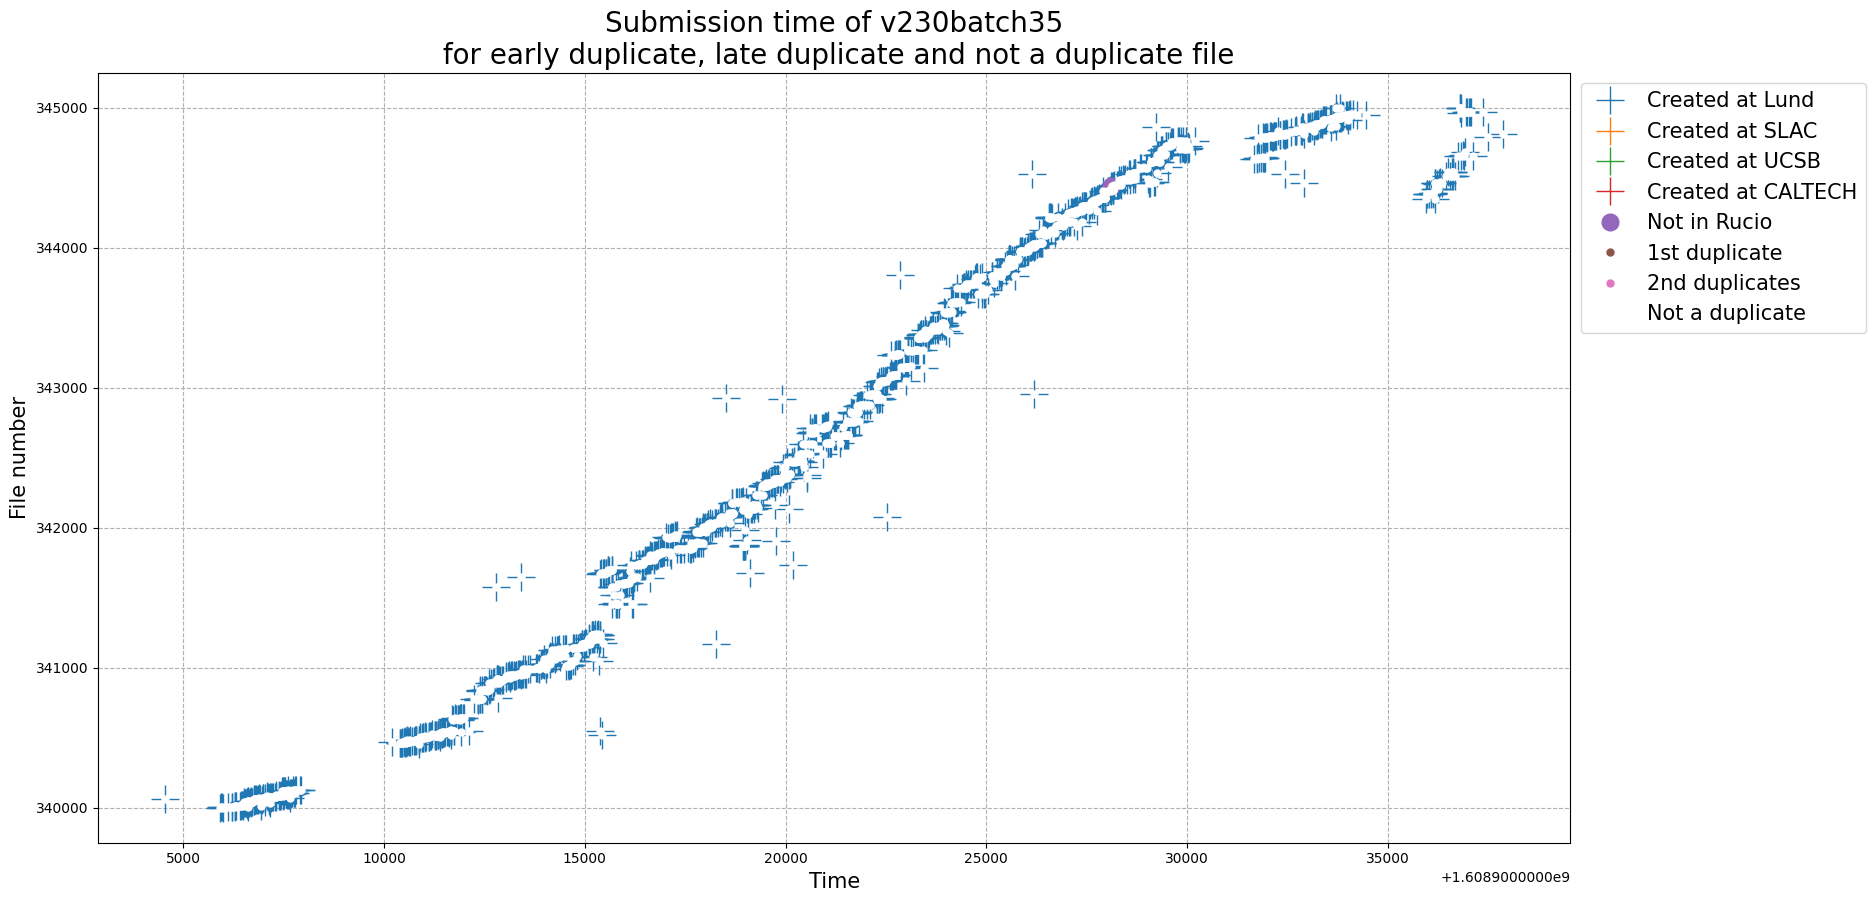 Submission time of v230batch35
for early duplicate, late duplicate and not a duplicate file
File number
345000
344000
343000
342000
341000
340000
5000
10000
15000
20000
25000
30000
35000
+1.6089000000e9
Time
Created at Lund
Created at SLAC
Created at UCSB
Created at CALTECH
Not in Rucio
1st duplicate
2nd duplicates
Not a duplicate